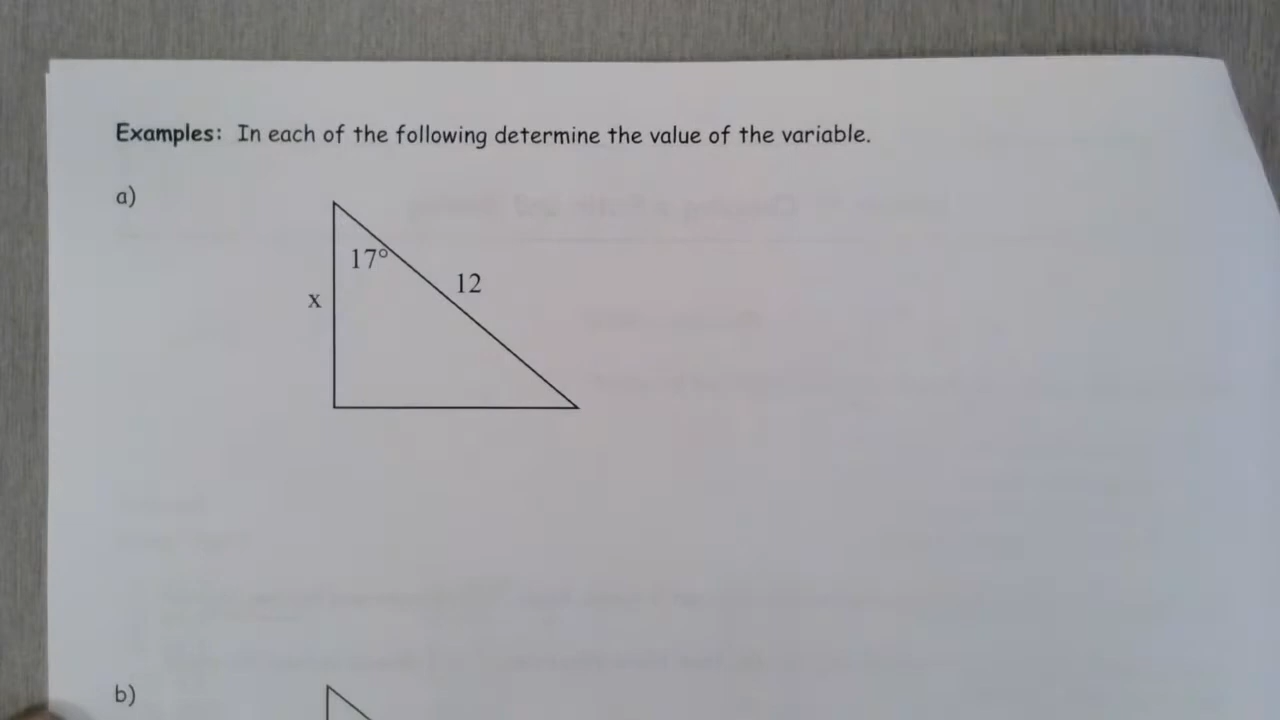 Examples: In each of the following determine the value of the variable.
a)
17°
12
x
b)